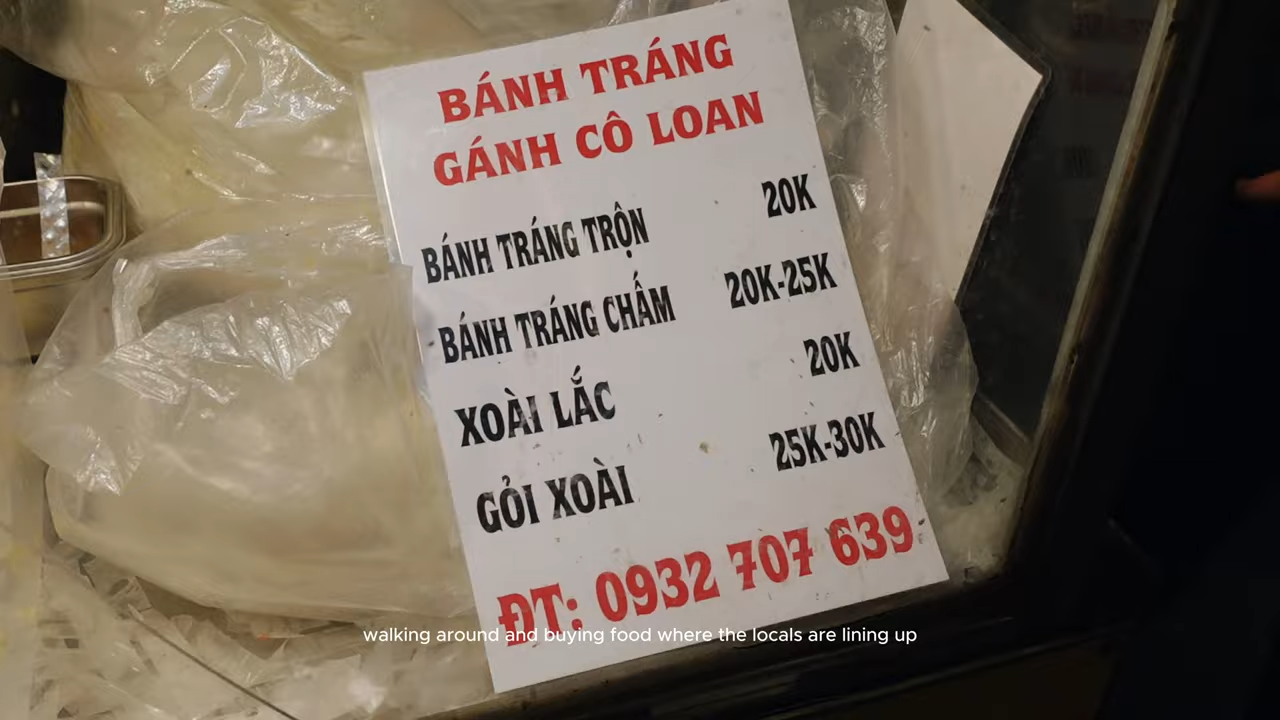 BÁNH TRÁNG
GÁNH CÔ LOAN
BÁNH TRÁNG TRỘN 20K
BÁNH TRÁNG CHẤM 20K-25K
XOÀI LẮC 20K
GỎI XOÀI 25K-30K
ĐT: 0932 707 639
walking around and buying food where the locals are lining up